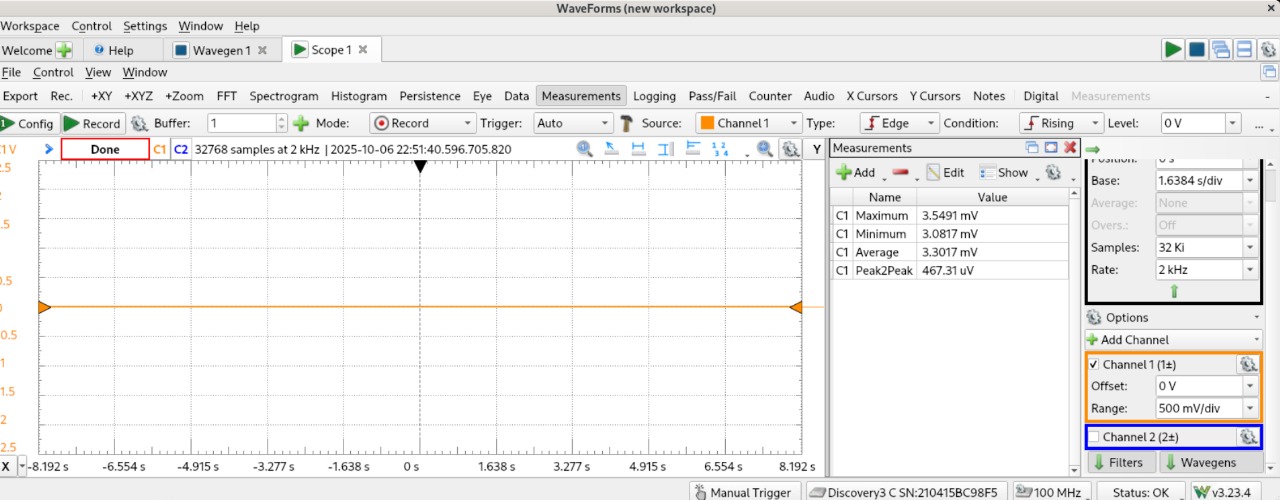 WaveForms (new workspace)
Workspace Control Settings Window Help
Welcome Help Wavegen 1 Scope 1
File Control View Window
Export Rec. +XY +XYZ +Zoom FFT Spectrogram Histogram Persistence Eye Data Measurements Logging Pass/Fail Counter Audio X Cursors Y Cursors Notes Digital Measurements
1 Config Record Buffer: 1 Mode: Record Trigger: Auto Source: Channel 1 Type: Edge Condition: Rising Level: 0 V ...
C1 V Done C1 C2 32768 samples at 2 kHz | 2025-10-06 22:51:40.596.705.820 Y
2.5
2
1.5
0.5
0
-0.5
-1
-1.5
-2
-2.5
X -8.192 s -6.554 s -4.915 s -3.277 s -1.638 s 0 s 1.638 s 3.277 s 4.915 s 6.554 s 8.192 s
Measurements
Add Edit Show
Name Value
C1 Maximum 3.5491 mV
C1 Minimum 3.0817 mV
C1 Average 3.3017 mV
C1 Peak2Peak 467.31 uV
Position: 0 s
Base: 1.6384 s/div
Average: None
Overs.: Off
Samples: 32 Ki
Rate: 2 kHz
Options
Add Channel
Channel 1 (1±)
Offset: 0 V
Range: 500 mV/div
Channel 2 (2±)
Filters Wavegens
Manual Trigger Discovery3 C SN:210415BC98F5 100 MHz Status: OK v3.23.4